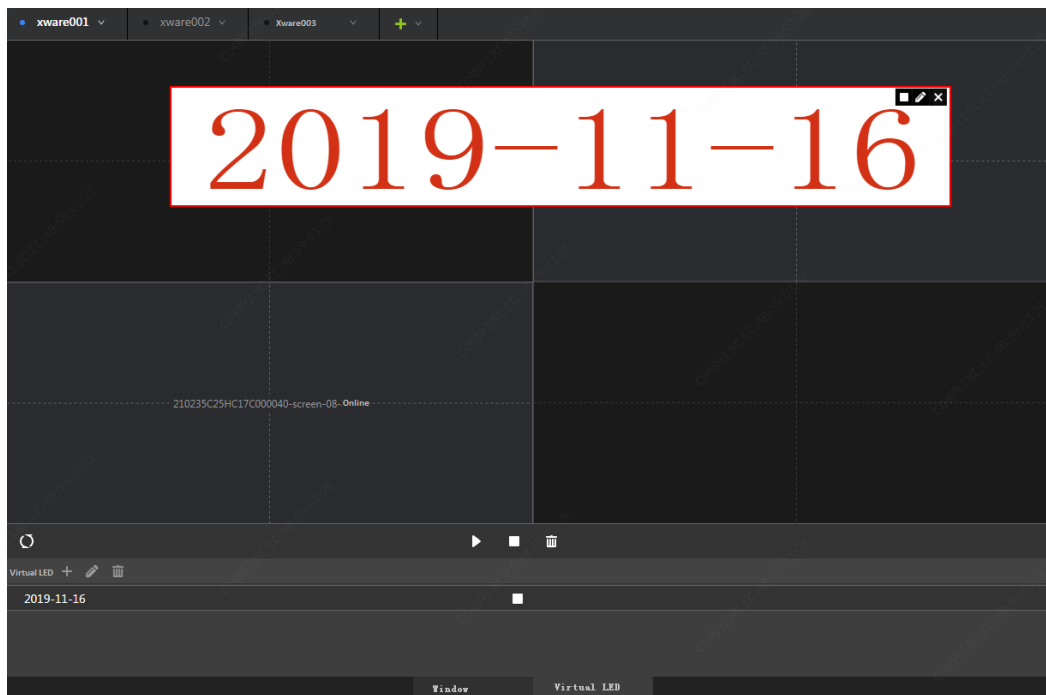 xware001
xware002
Xware003
2019-11-16
210235C25HC17C000040-screen-08- Online
Virtual LED
2019-11-16
Window
Virtual LED